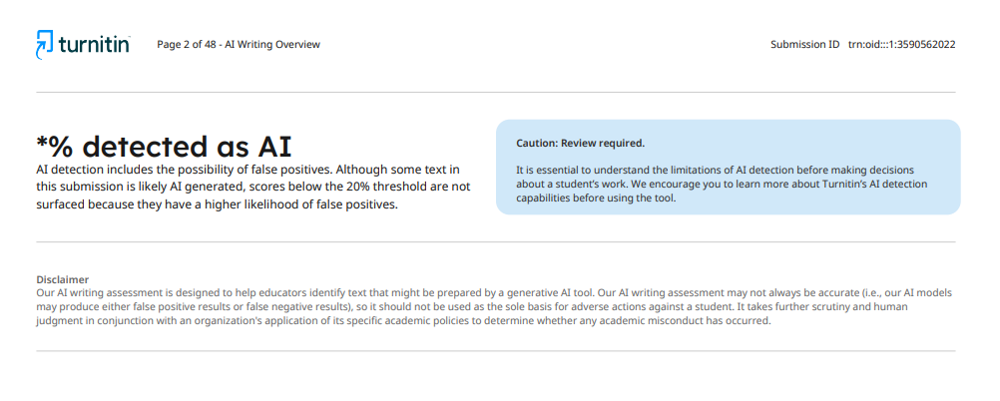 turnitin
Page 2 of 48 - AI Writing Overview
Submission ID trn:oid:::1:3590562022
*% detected as AI
AI detection includes the possibility of false positives. Although some text in
this submission is likely AI generated, scores below the 20% threshold are not
surfaced because they have a higher likelihood of false positives.
Caution: Review required.
It is essential to understand the limitations of AI detection before making decisions
about a student's work. We encourage you to learn more about Turnitin's AI detection
capabilities before using the tool.
Disclaimer
Our AI writing assessment is designed to help educators identify text that might be prepared by a generative AI tool. Our AI writing assessment may not always be accurate (i.e., our AI models
may produce either false positive results or false negative results), so it should not be used as the sole basis for adverse actions against a student. It takes further scrutiny and human
judgment in conjunction with an organization's application of its specific academic policies to determine whether any academic misconduct has occurred.